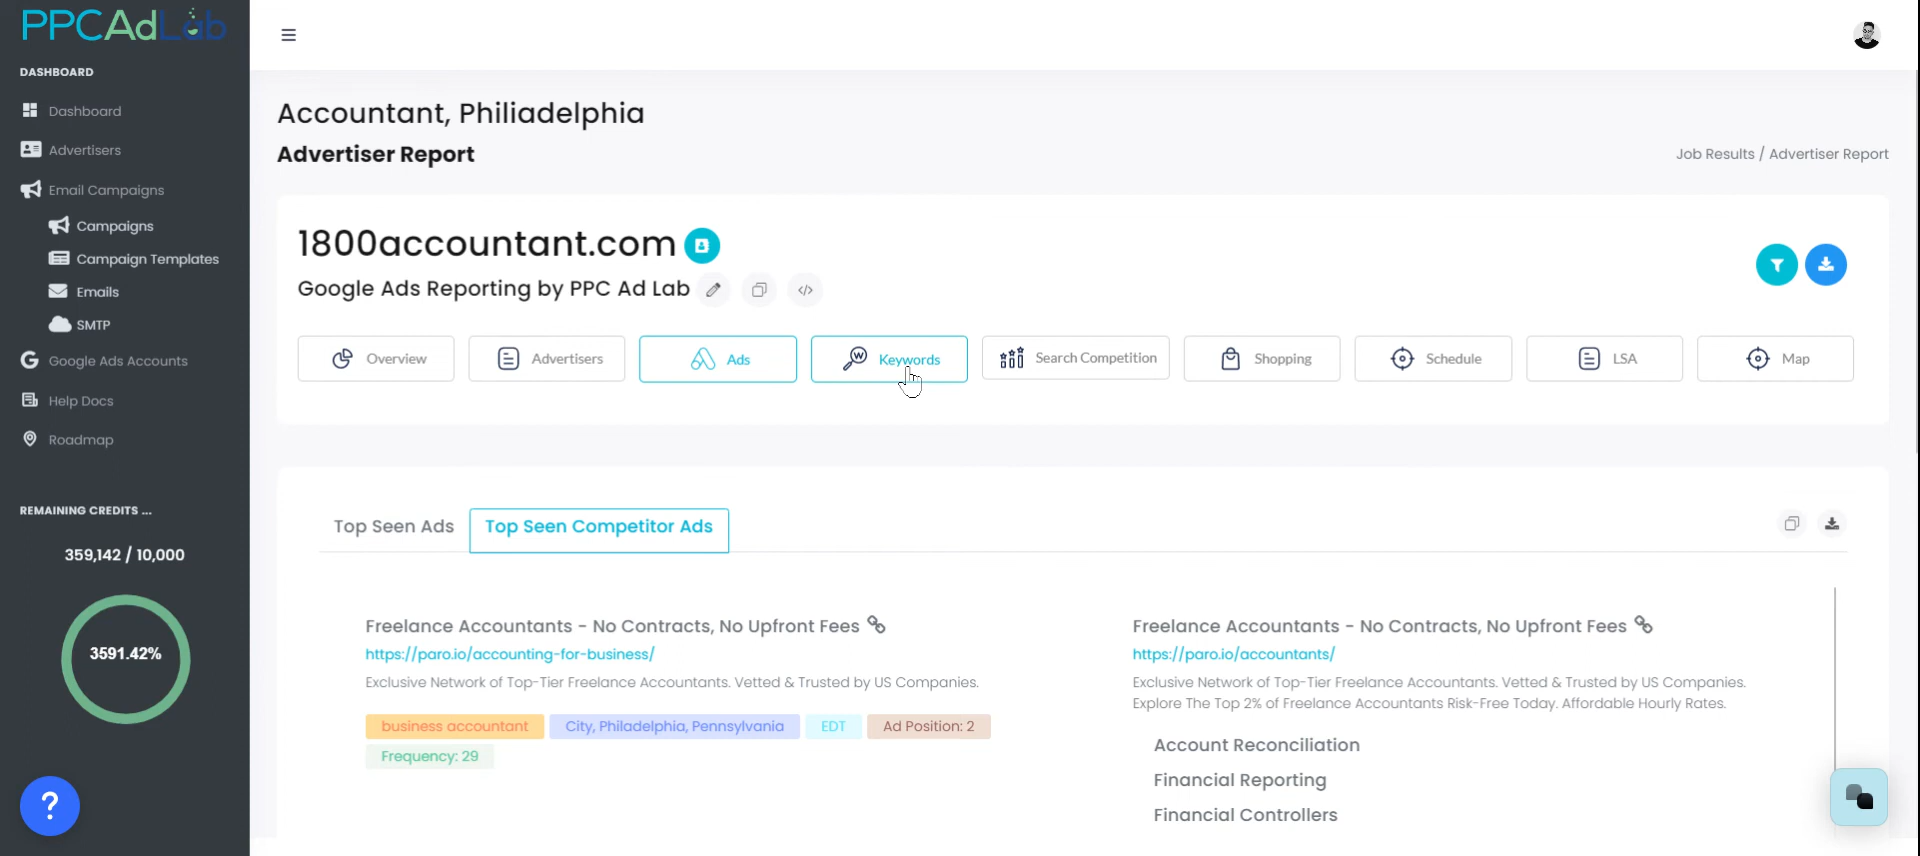 PPCAdLab
DASHBOARD
Dashboard
Advertisers
Email Campaigns
Campaigns
Campaign Templates
Emails
SMTP
Google Ads Accounts
Help Docs
Roadmap
REMAINING CREDITS ...
359,142 / 10,000
3591.42%
?
Accountant, Philiadelphia
Advertiser Report
Job Results / Advertiser Report
1800accountant.com
Google Ads Reporting by PPC Ad Lab
Overview
Advertisers
Ads
Keywords
Search Competition
Shopping
Schedule
LSA
Map
Top Seen Ads
Top Seen Competitor Ads
Freelance Accountants - No Contracts, No Upfront Fees
https://paro.io/accounting-for-business/
Exclusive Network of Top-Tier Freelance Accountants. Vetted & Trusted by US Companies.
business accountant
City, Philadelphia, Pennsylvania
EDT
Ad Position: 2
Frequency: 29
Freelance Accountants - No Contracts, No Upfront Fees
https://paro.io/accountants/
Exclusive Network of Top-Tier Freelance Accountants. Vetted & Trusted by US Companies.
Explore The Top 2% of Freelance Accountants Risk-Free Today. Affordable Hourly Rates.
Account Reconciliation
Financial Reporting
Financial Controllers